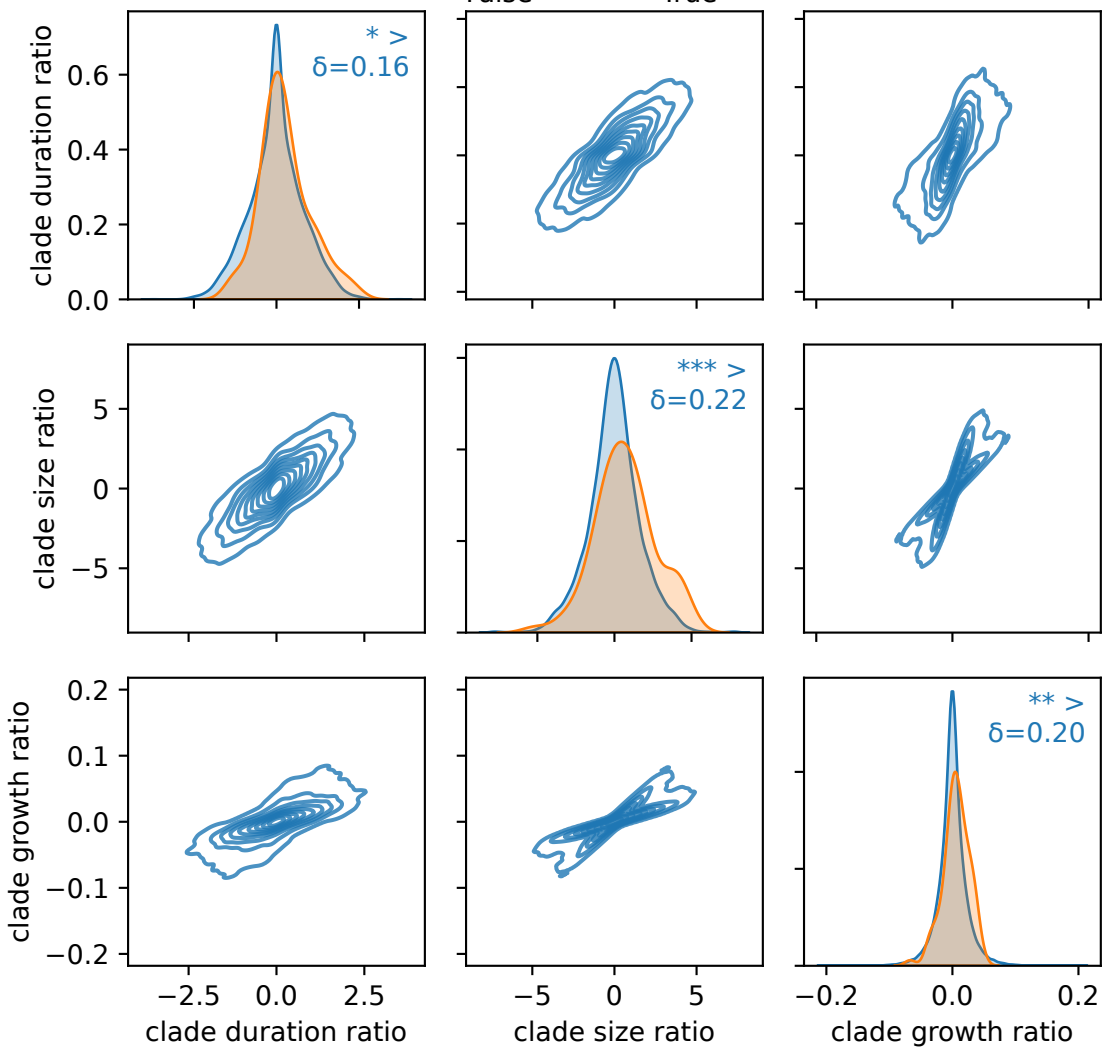 False True
clade duration ratio
0.6
0.4
0.2
0.0
* >
δ=0.16
clade size ratio
5
0
−5
*** >
δ=0.22
clade growth ratio
0.2
0.1
0.0
−0.1
−0.2
** >
δ=0.20
−2.5 0.0 2.5
−5 0 5
−0.2 0.0 0.2
clade duration ratio
clade size ratio
clade growth ratio